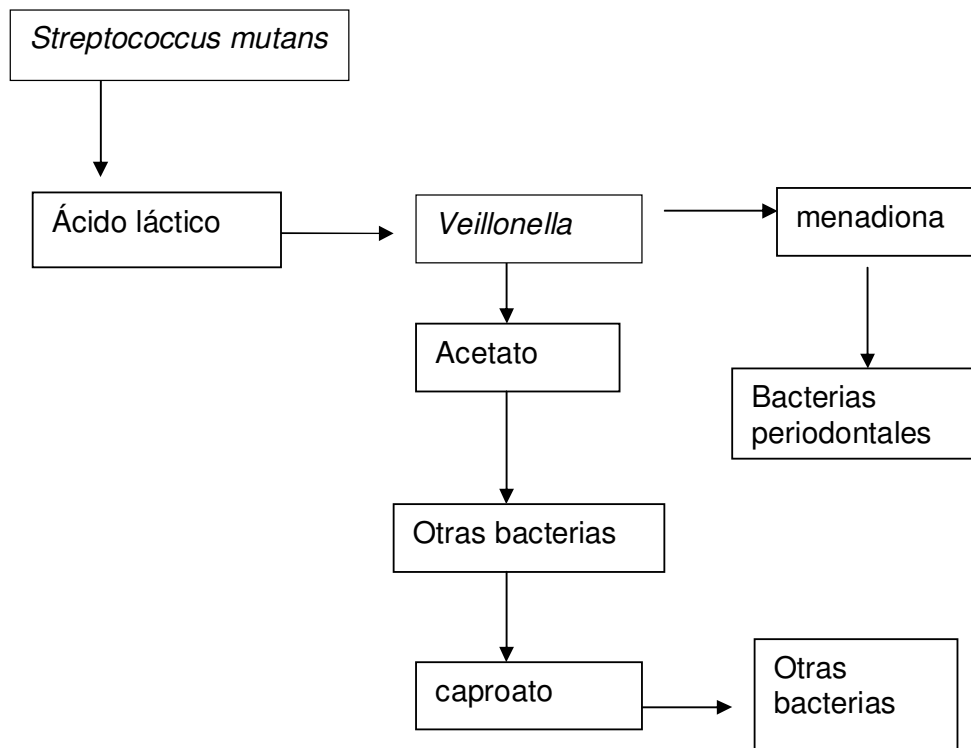 Streptococcus mutans
Ácido láctico
Veillonella
menadiona
Acetato
Bacterias
periodontales
Otras bacterias
caproato
Otras
bacterias